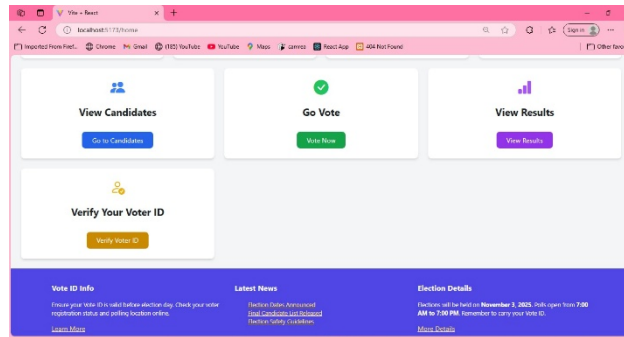 Vite + React
localhost:5173/home
Sign in
Imported From Firef...
Chrome
Gmail
(185) YouTube
YouTube
Maps
canvas
React App
404 Not Found
Other favo
View Candidates
Go to Candidates
Go Vote
Vote Now
View Results
View Results
Verify Your Voter ID
Verify Voter ID
Vote ID Info
Ensure your Vote ID is valid before election day. Check your voter
registration status and polling location online.
Learn More
Latest News
Election Dates Announced
Final Candidate List Released
Election Safety Guidelines
Election Details
Elections will be held on November 3, 2025. Polls open from 7:00
AM to 7:00 PM. Remember to carry your Vote ID.
More Details